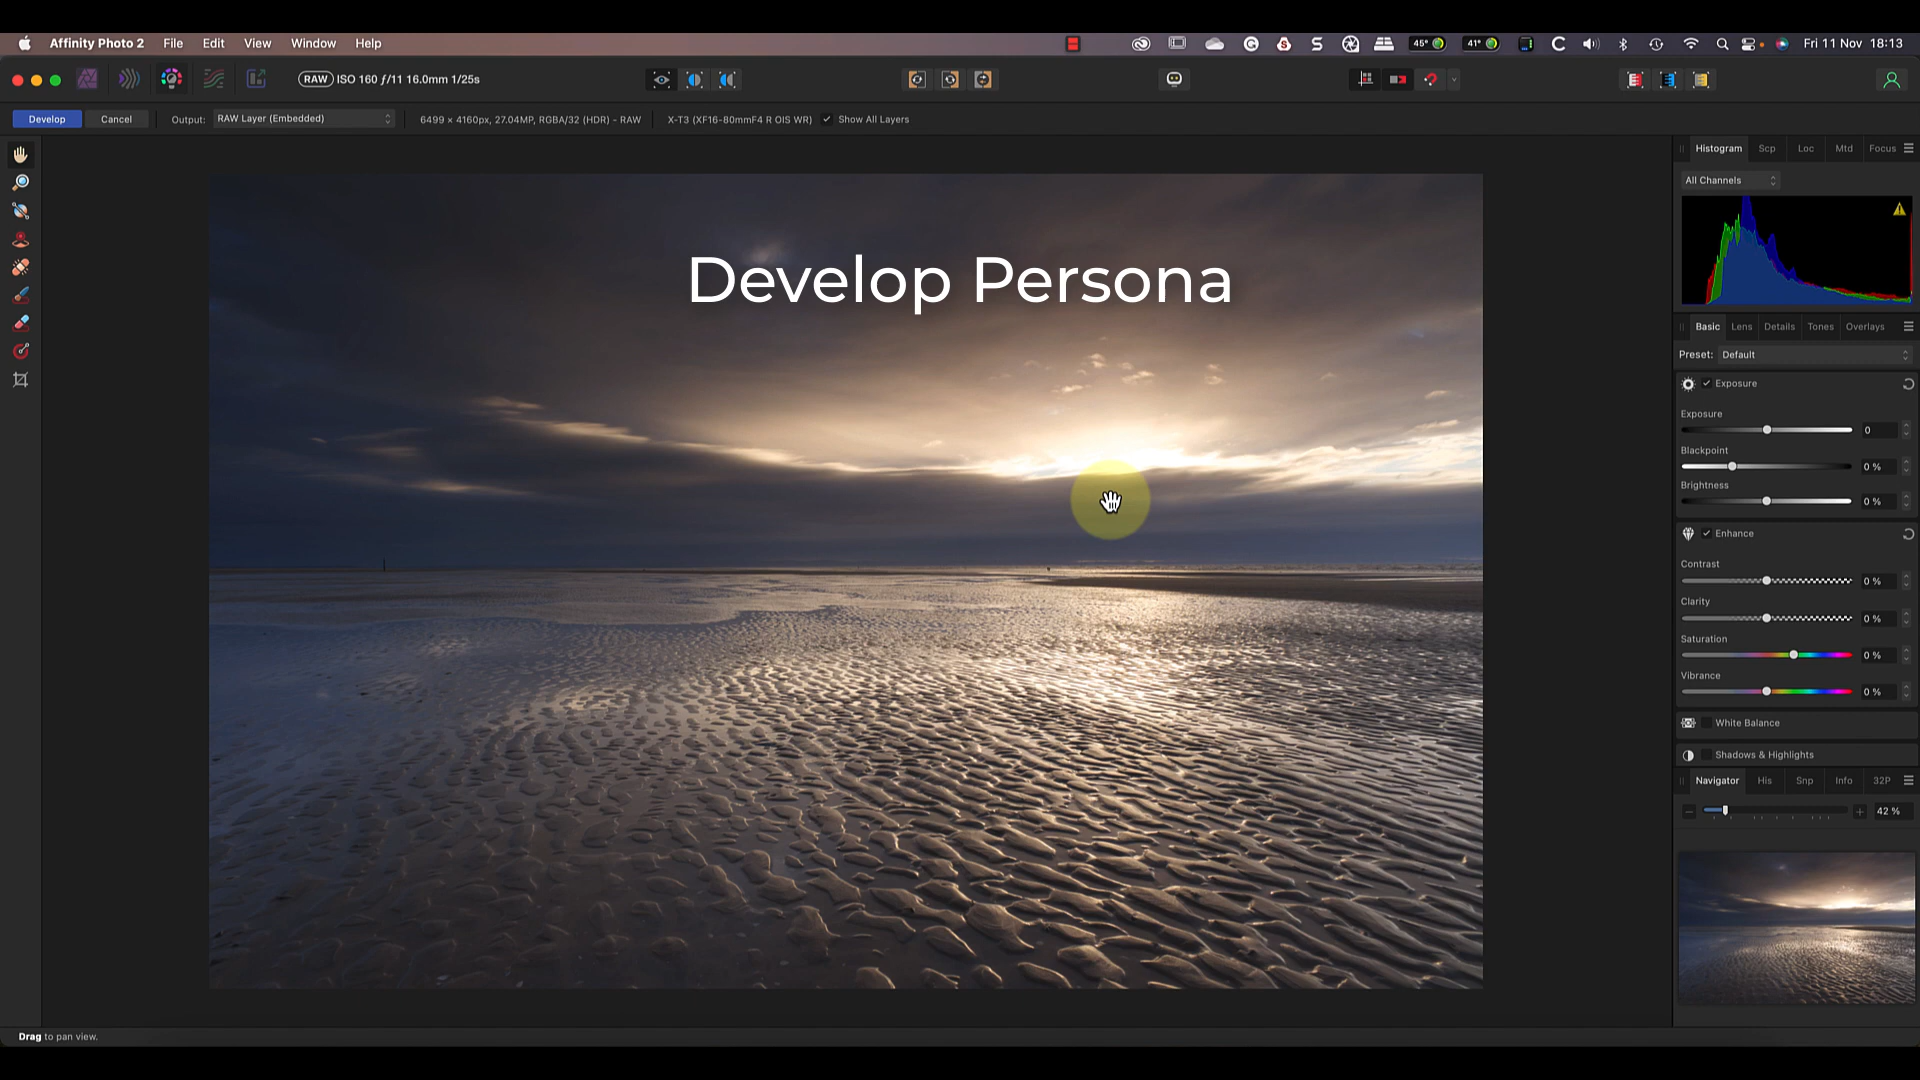 Affinity Photo 2 File Edit View Window Help 45° 41° Fri 11 Nov 18:13
RAW ISO 160 ƒ/11 16.0mm 1/25s
Develop Cancel Output: RAW Layer (Embedded) 6499 × 4160px, 27.04MP, RGBA/32 (HDR) - RAW X-T3 (XF16-80mmF4 R OIS WR) Show All Layers
Histogram Scp Loc Mtd Focus
All Channels
Develop Persona
Basic Lens Details Tones Overlays
Preset: Default
Exposure
Exposure
0
Blackpoint
0 %
Brightness
0 %
Enhance
Contrast
0 %
Clarity
0 %
Saturation
0 %
Vibrance
0 %
White Balance
Shadows & Highlights
Navigator His Snp Info 32P
42 %
Drag to pan view.